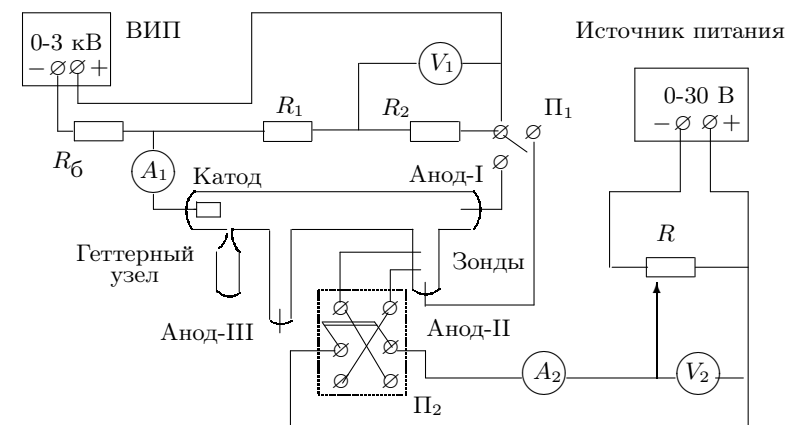 ВИП
Источник питания
0-3 кВ
− +
V1
0-30 В
− +
R1
R2
П1
Rб
A1
Катод
Анод-I
R
Геттерный
узел
Зонды
Анод-III
Анод-II
A2
V2
П2